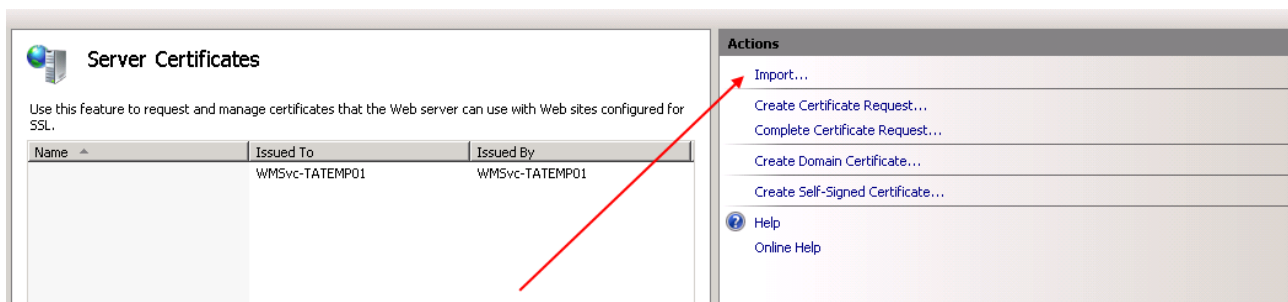 Server Certificates
Use this feature to request and manage certificates that the Web server can use with Web sites configured for
SSL.
Name Issued To Issued By
WMSvc-TATEMP01 WMSvc-TATEMP01
Actions
Import...
Create Certificate Request...
Complete Certificate Request...
Create Domain Certificate...
Create Self-Signed Certificate...
Help
Online Help